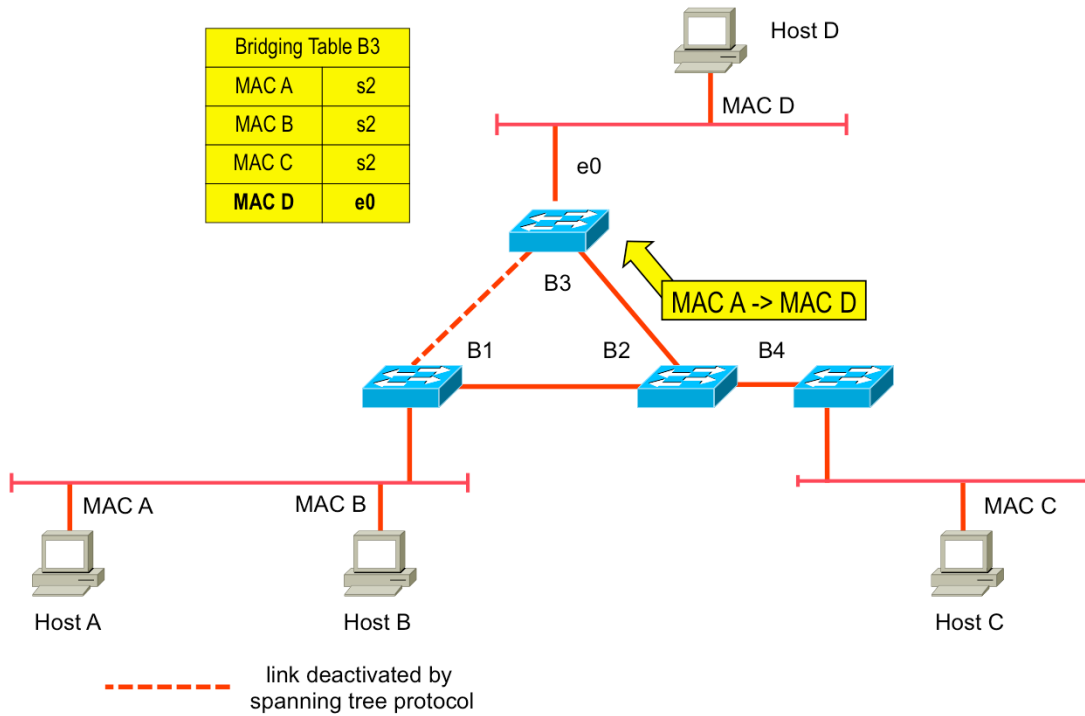 Host D
Bridging Table B3
MAC A s2
MAC B s2
MAC C s2
MAC D e0
MAC D
e0
B3
MAC A -> MAC D
B1
B2
B4
MAC A
MAC B
MAC C
Host A
Host B
Host C
link deactivated by
spanning tree protocol